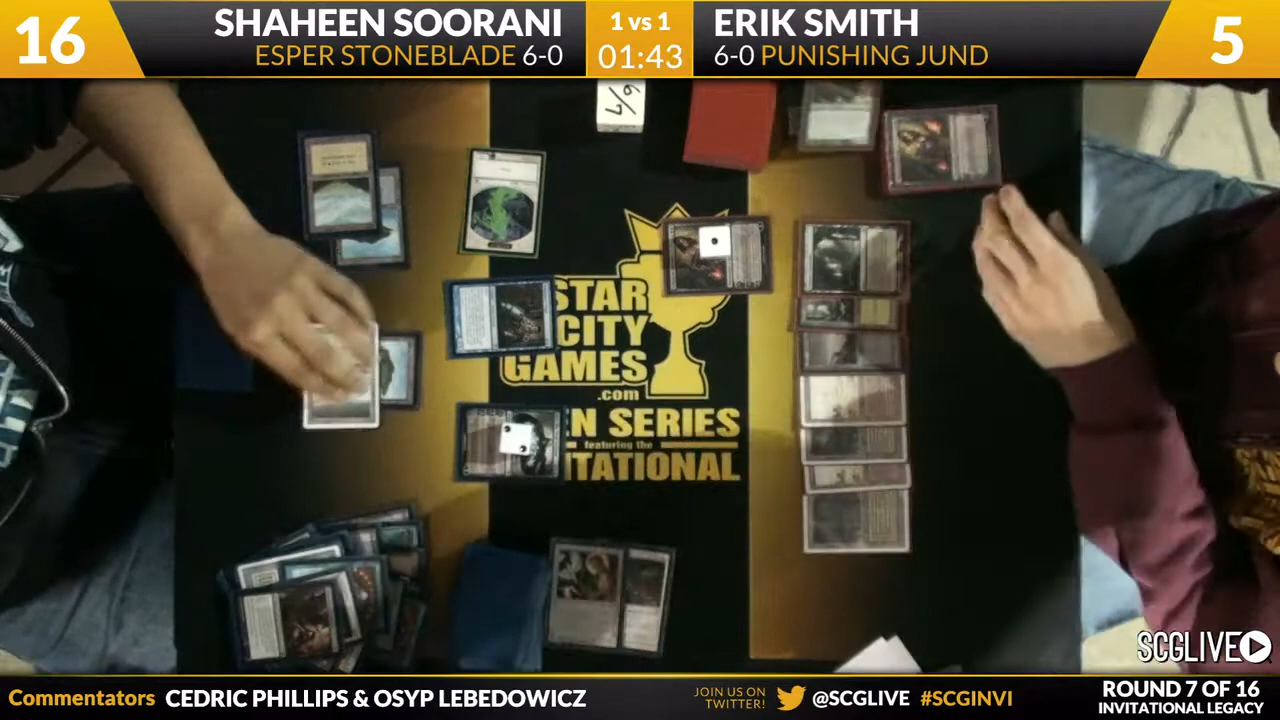 16
SHAHEEN SOORANI
ESPER STONEBLADE 6-0
1 vs 1
01:43
ERIK SMITH
6-0 PUNISHING JUND
5
STAR
CITY
GAMES
.com
N SERIES
featuring the
ITATIONAL
SCGLIVE
Commentators CEDRIC PHILLIPS & OSYP LEBEDOWICZ
JOIN US ON
TWITTER!
@SCGLIVE #SCGINVI
ROUND 7 OF 16
INVITATIONAL LEGACY